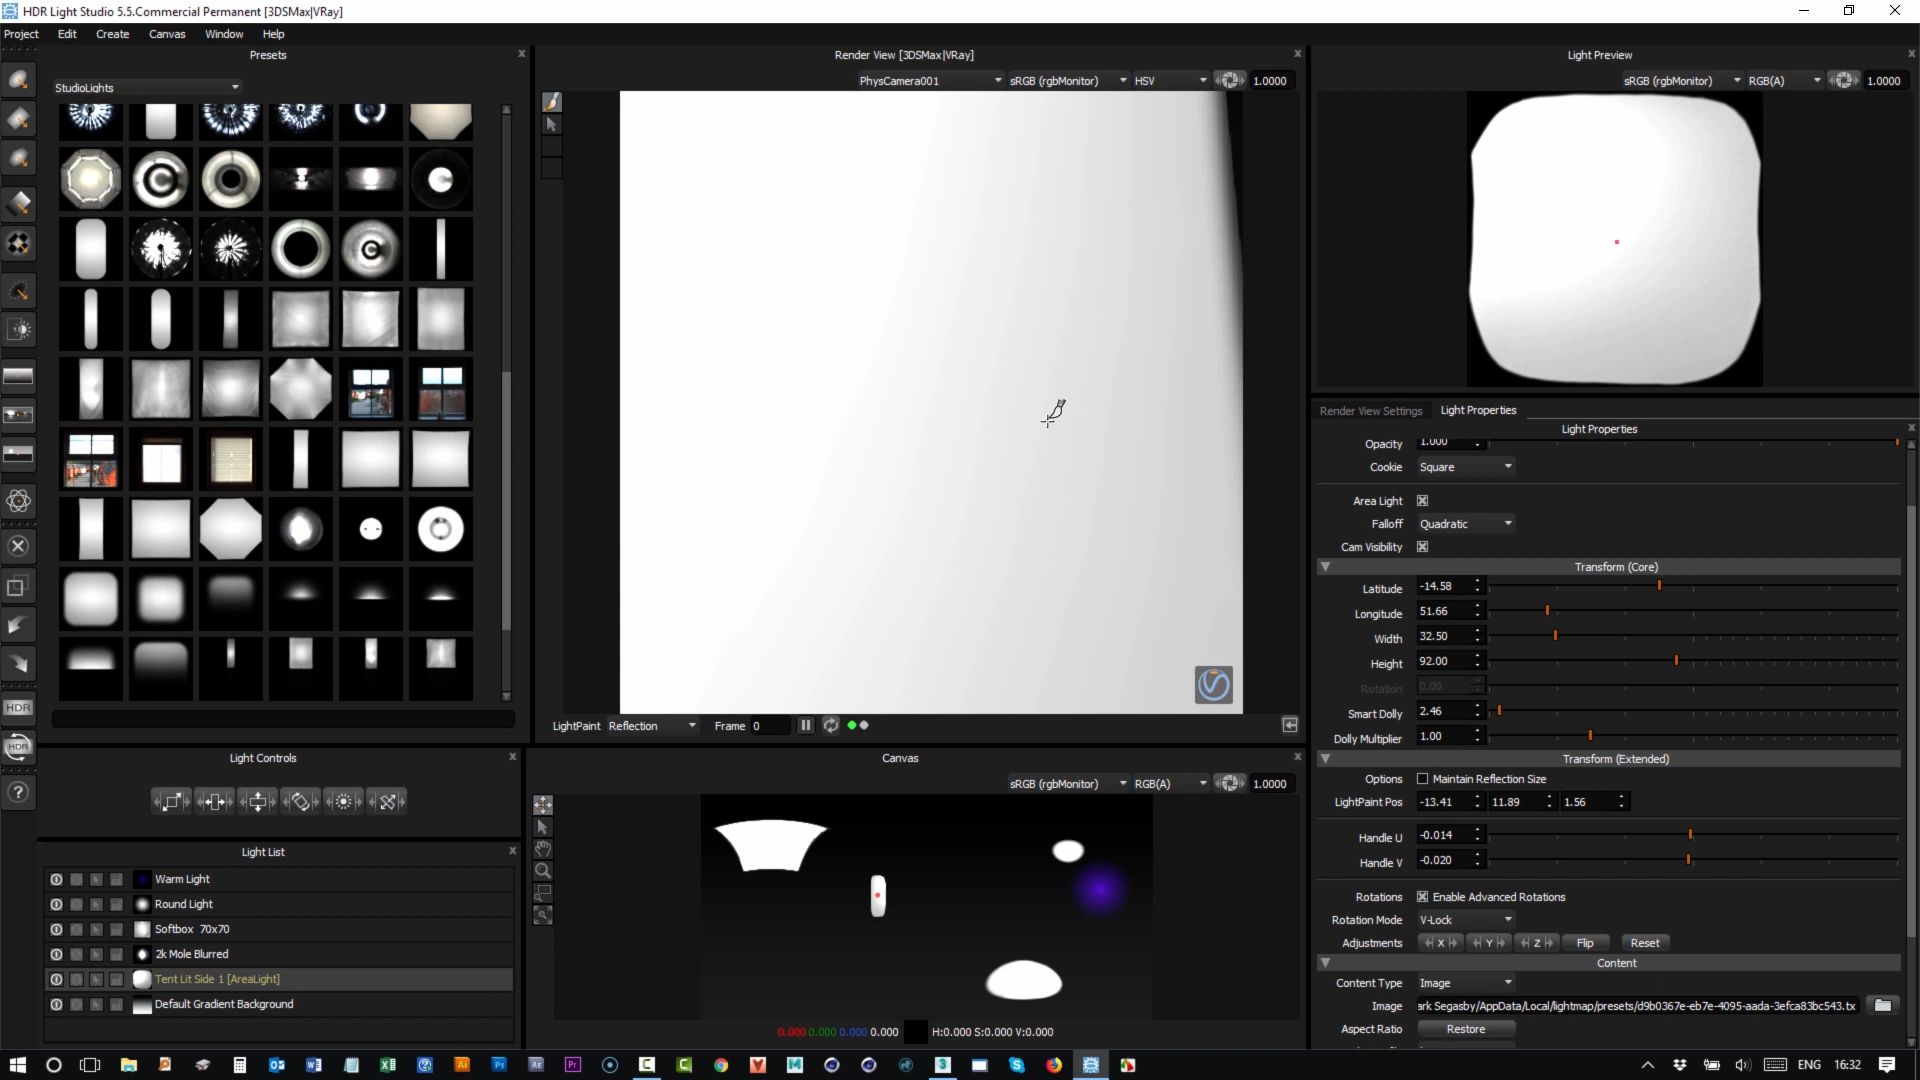 HDR Light Studio 5.5.Commercial Permanent [3DSMax|VRay]
Project Edit Create Canvas Window Help
Presets
StudioLights
Render View [3DSMax|VRay]
PhysCamera001 sRGB (rgbMonitor) HSV 1.0000
Light Preview
sRGB (rgbMonitor) RGB(A) 1.0000
LightPaint Reflection Frame 0
Render View Settings Light Properties
Light Properties
Opacity 1.000
Cookie Square
Area Light
Falloff Quadratic
Cam Visibility
Transform (Core)
Latitude -14.58
Longitude 51.66
Width 32.50
Height 92.00
Rotation 0.00
Smart Dolly 2.46
Dolly Multiplier 1.00
Transform (Extended)
Options Maintain Reflection Size
LightPaint Pos -13.41 11.89 1.56
Handle U -0.014
Handle V -0.020
Rotations Enable Advanced Rotations
Rotation Mode V-Lock
Adjustments X Y Z Flip Reset
Content
Content Type Image
Image ark Segasby/AppData/Local/lightmap/presets/d9b0367e-eb7e-4095-aada-3efca83bc543.tx
Aspect Ratio Restore
HDR
HDR
?
Light Controls
Light List
Warm Light
Round Light
Softbox 70x70
2k Mole Blurred
Tent Lit Side 1 [AreaLight]
Default Gradient Background
Canvas
sRGB (rgbMonitor) RGB(A) 1.0000
0.000 0.000 0.000 0.000 H:0.000 S:0.000 V:0.000
ENG 16:32